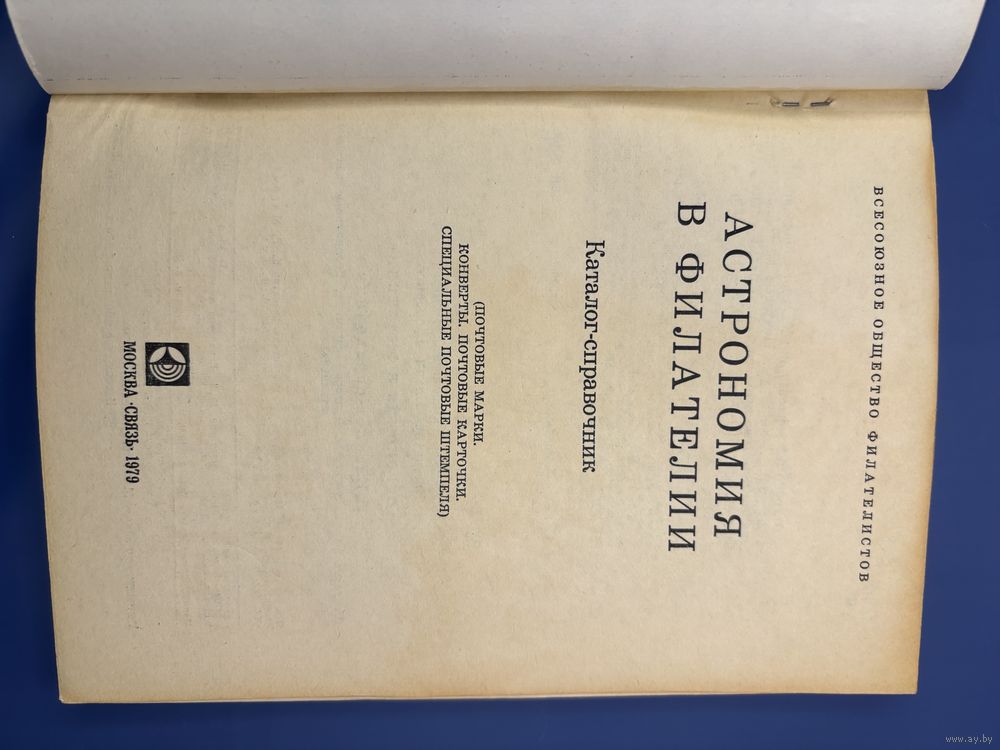 ВСЕСОЮЗНОЕ ОБЩЕСТВО ФИЛАТЕЛИСТОВ
АСТРОНОМИЯ
В ФИЛАТЕЛИИ
Каталог-справочник
(ПОЧТОВЫЕ МАРКИ.
КОНВЕРТЫ. ПОЧТОВЫЕ КАРТОЧКИ.
СПЕЦИАЛЬНЫЕ ПОЧТОВЫЕ ШТЕМПЕЛЯ)
МОСКВА «СВЯЗЬ» 1979
www.ay.by